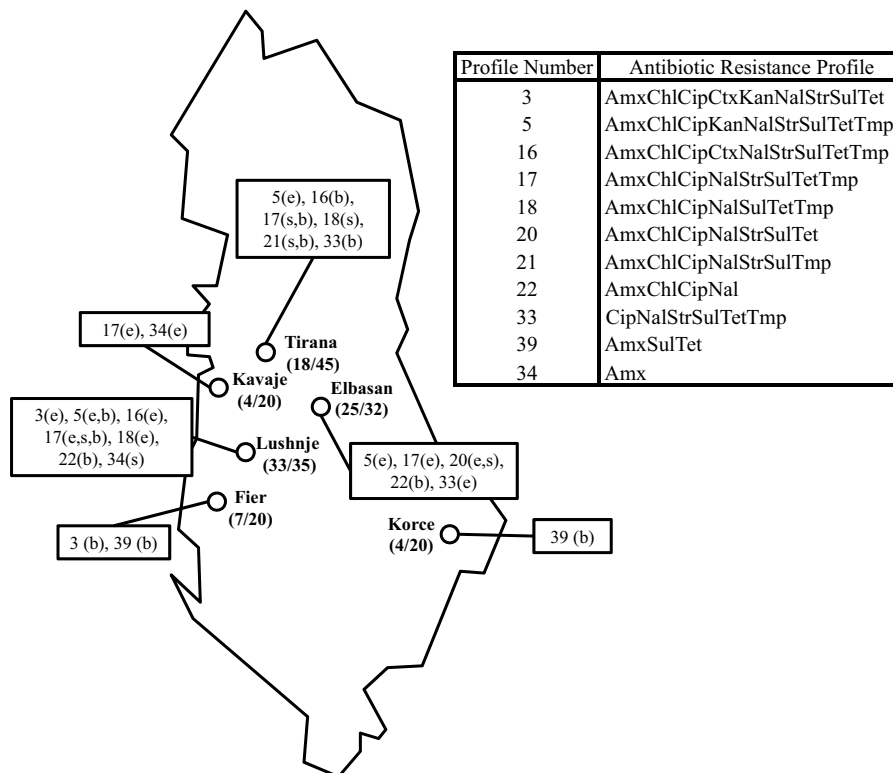 Profile Number Antibiotic Resistance Profile
3 AmxChlCipCtxKanNalStrSulTet
5 AmxChlCipKanNalStrSulTetTmp
16 AmxChlCipCtxNalStrSulTetTmp
17 AmxChlCipNalStrSulTetTmp
18 AmxChlCipNalSulTetTmp
20 AmxChlCipNalStrSulTet
21 AmxChlCipNalStrSulTmp
22 AmxChlCipNal
33 CipNalStrSulTetTmp
39 AmxSulTet
34 Amx
5(e), 16(b),
17(s,b), 18(s),
21(s,b), 33(b)
Tirana
(18/45)
17(e), 34(e)
Kavaje
(4/20)
Elbasan
(25/32)
3(e), 5(e,b), 16(e),
17(e,s,b), 18(e),
22(b), 34(s)
Lushnje
(33/35)
5(e), 17(e), 20(e,s),
22(b), 33(e)
Fier
(7/20)
3 (b), 39 (b)
Korce
(4/20)
39 (b)